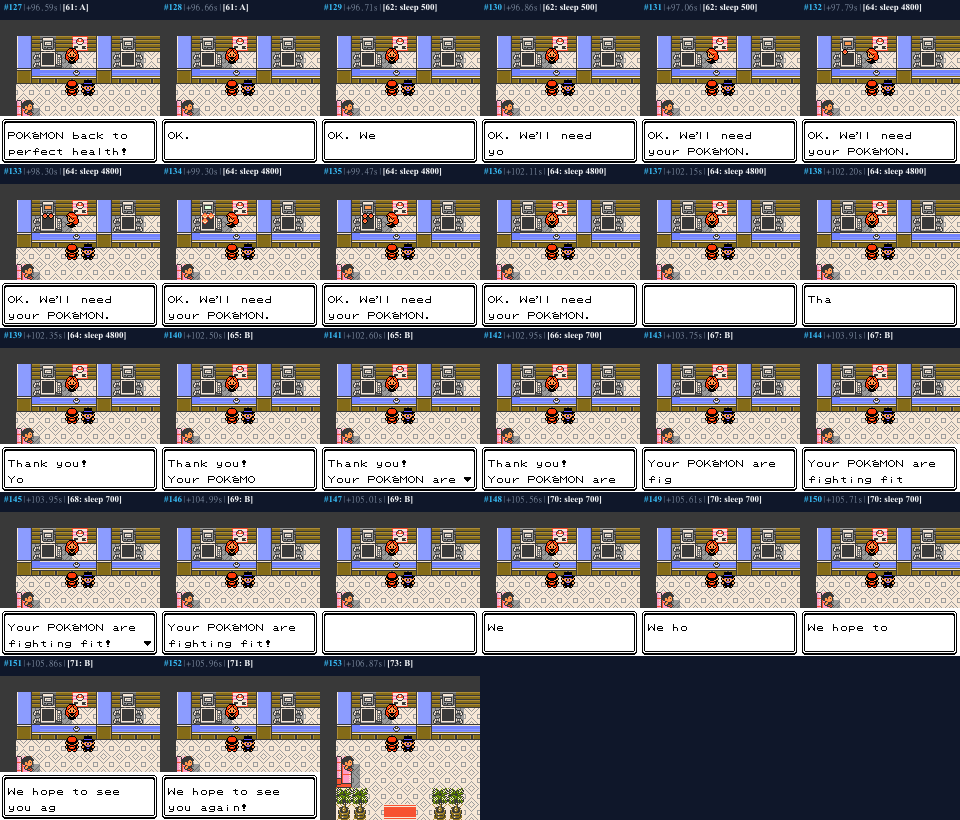 #127 | +96.59s | [61: A]
POKéMON back to
perfect health!
#128 | +96.66s | [61: A]
OK.
#129 | +96.71s | [62: sleep 500]
OK. We
#130 | +96.86s | [62: sleep 500]
OK. We'll need
yo
#131 | +97.06s | [62: sleep 500]
OK. We'll need
your POKéMON.
#132 | +97.79s | [64: sleep 4800]
OK. We'll need
your POKéMON.
#133 | +98.30s | [64: sleep 4800]
OK. We'll need
your POKéMON.
#134 | +99.30s | [64: sleep 4800]
OK. We'll need
your POKéMON.
#135 | +99.47s | [64: sleep 4800]
OK. We'll need
your POKéMON.
#136 | +102.11s | [64: sleep 4800]
OK. We'll need
your POKéMON.
#137 | +102.15s | [64: sleep 4800]
#138 | +102.20s | [64: sleep 4800]
Tha
#139 | +102.35s | [64: sleep 4800]
Thank you!
Yo
#140 | +102.50s | [65: B]
Thank you!
Your POKéMO
#141 | +102.60s | [65: B]
Thank you!
Your POKéMON are
#142 | +102.95s | [66: sleep 700]
Thank you!
Your POKéMON are
#143 | +103.75s | [67: B]
Your POKéMON are
fig
#144 | +103.91s | [67: B]
Your POKéMON are
fighting fit
#145 | +103.95s | [68: sleep 700]
Your POKéMON are
fighting fit!
#146 | +104.99s | [69: B]
Your POKéMON are
fighting fit!
#147 | +105.01s | [69: B]
#148 | +105.56s | [70: sleep 700]
We
#149 | +105.61s | [70: sleep 700]
We ho
#150 | +105.71s | [70: sleep 700]
We hope to
#151 | +105.86s | [71: B]
We hope to see
you ag
#152 | +105.96s | [71: B]
We hope to see
you again!
#153 | +106.87s | [73: B]